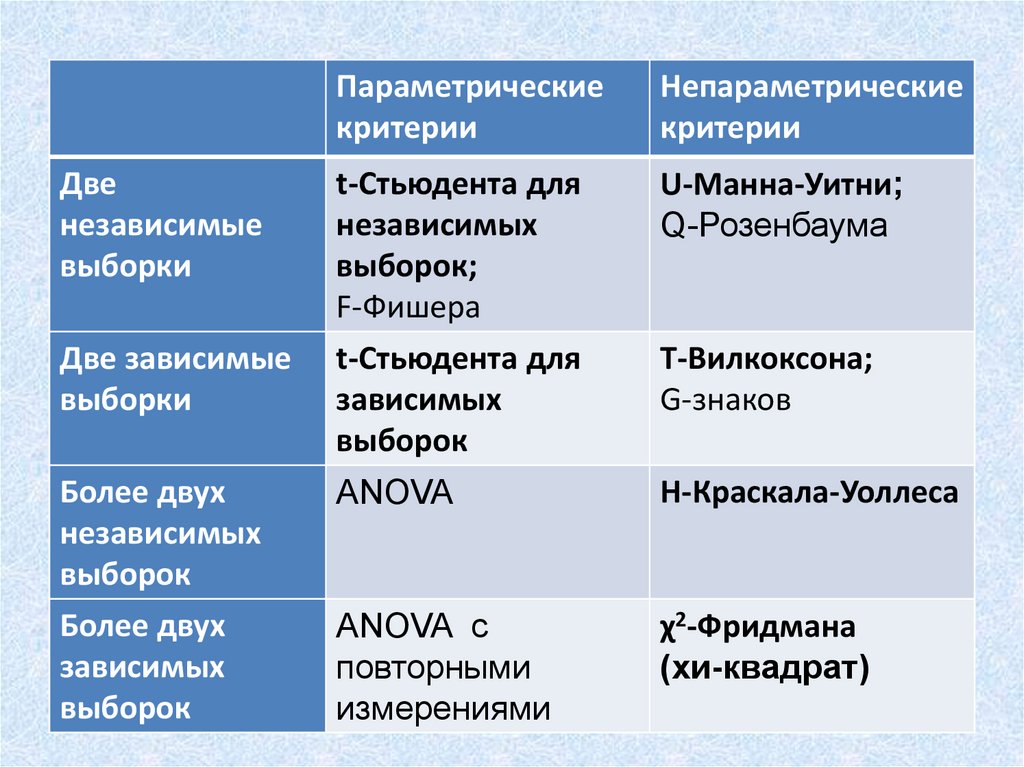 Параметрические
критерии
Непараметрические
критерии
Две
независимые
выборки
t-Стьюдента для
независимых
выборок;
F-Фишера
U-Манна-Уитни;
Q-Розенбаума
Две зависимые
выборки
t-Стьюдента для
зависимых
выборок
Т-Вилкоксона;
G-знаков
Более двух
независимых
выборок
ANOVA
Н-Краскала-Уоллеса
Более двух
зависимых
выборок
ANOVA с
повторными
измерениями
χ²-Фридмана
(хи-квадрат)